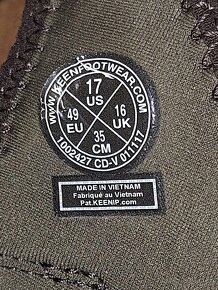 WWW.KEENFOOTWEAR.COM
17
US
49
EU
16
UK
35
CM
1002427 CD-V 011117
MADE IN VIETNAM
Fabriqué au Vietnam
Pat.KEENIP.com